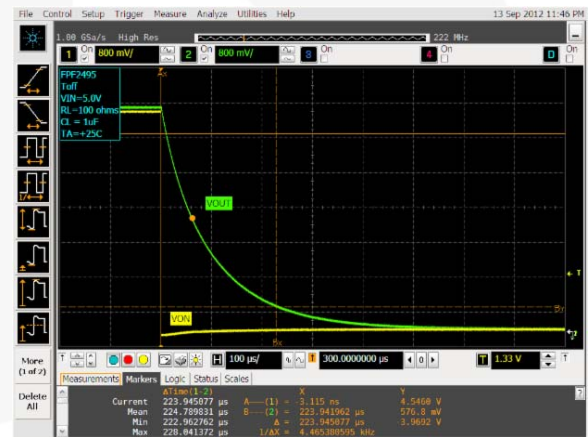 File Control Setup Trigger Measure Analyze Utilities Help 13 Sep 2012 11:46 PM
1.00 GSa/s High Res 222 MHz
1 On 800 mV/ 2 On 800 mV/ 3 On 4 On D On
FPF2495
Toff
VIN=5.0V
RL=100 ohms
CL = 1uF
TA=+25C
Ax
VOUT
T
By
VON
Bx
More
(1 of 2)
Delete
All
H 100 µs/ 300.0000000 µs 0 T 1.33 V
Measurements Markers Logic Status Scales
ΔTime(1-2) X Y
Current 223.945077 µs A---(1) = -3.115 ns 4.5460 V
Mean 224.789831 µs B---(2) = 223.941962 µs 576.8 mV
Min 222.962762 µs Δ = 223.945077 µs 3.9692 V
Max 228.041372 µs 1/ΔX = 4.465380595 kHz